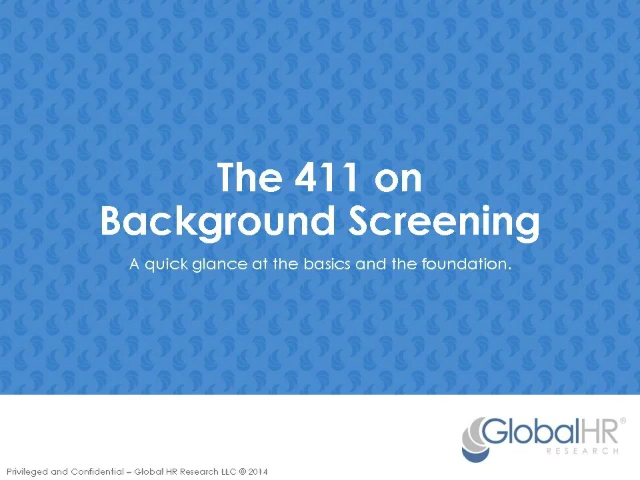 The 411 on
Background Screening
A quick glance at the basics and the foundation.
GlobalHR®
RESEARCH
Privileged and Confidential – Global HR Research LLC ® 2014